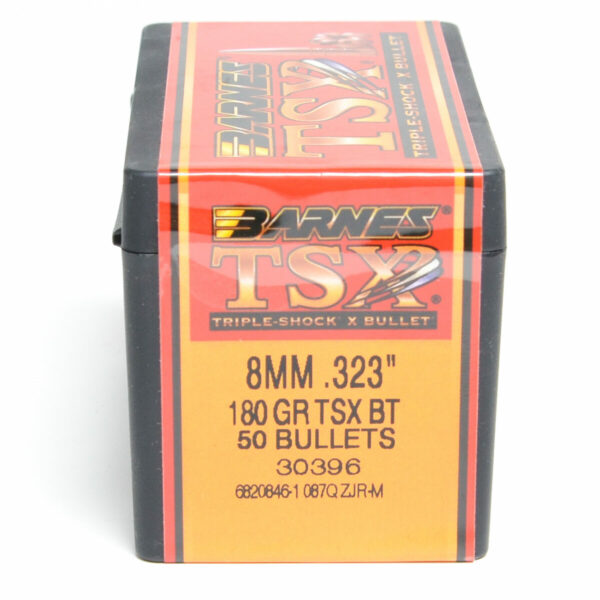 BARNES
TSX
TRIPLE-SHOCK X BULLET
BARNES®
TSX®
TRIPLE-SHOCK X BULLET
8MM .323"
180 GR TSX BT
50 BULLETS
30396
6820846-1 087Q ZJR-M